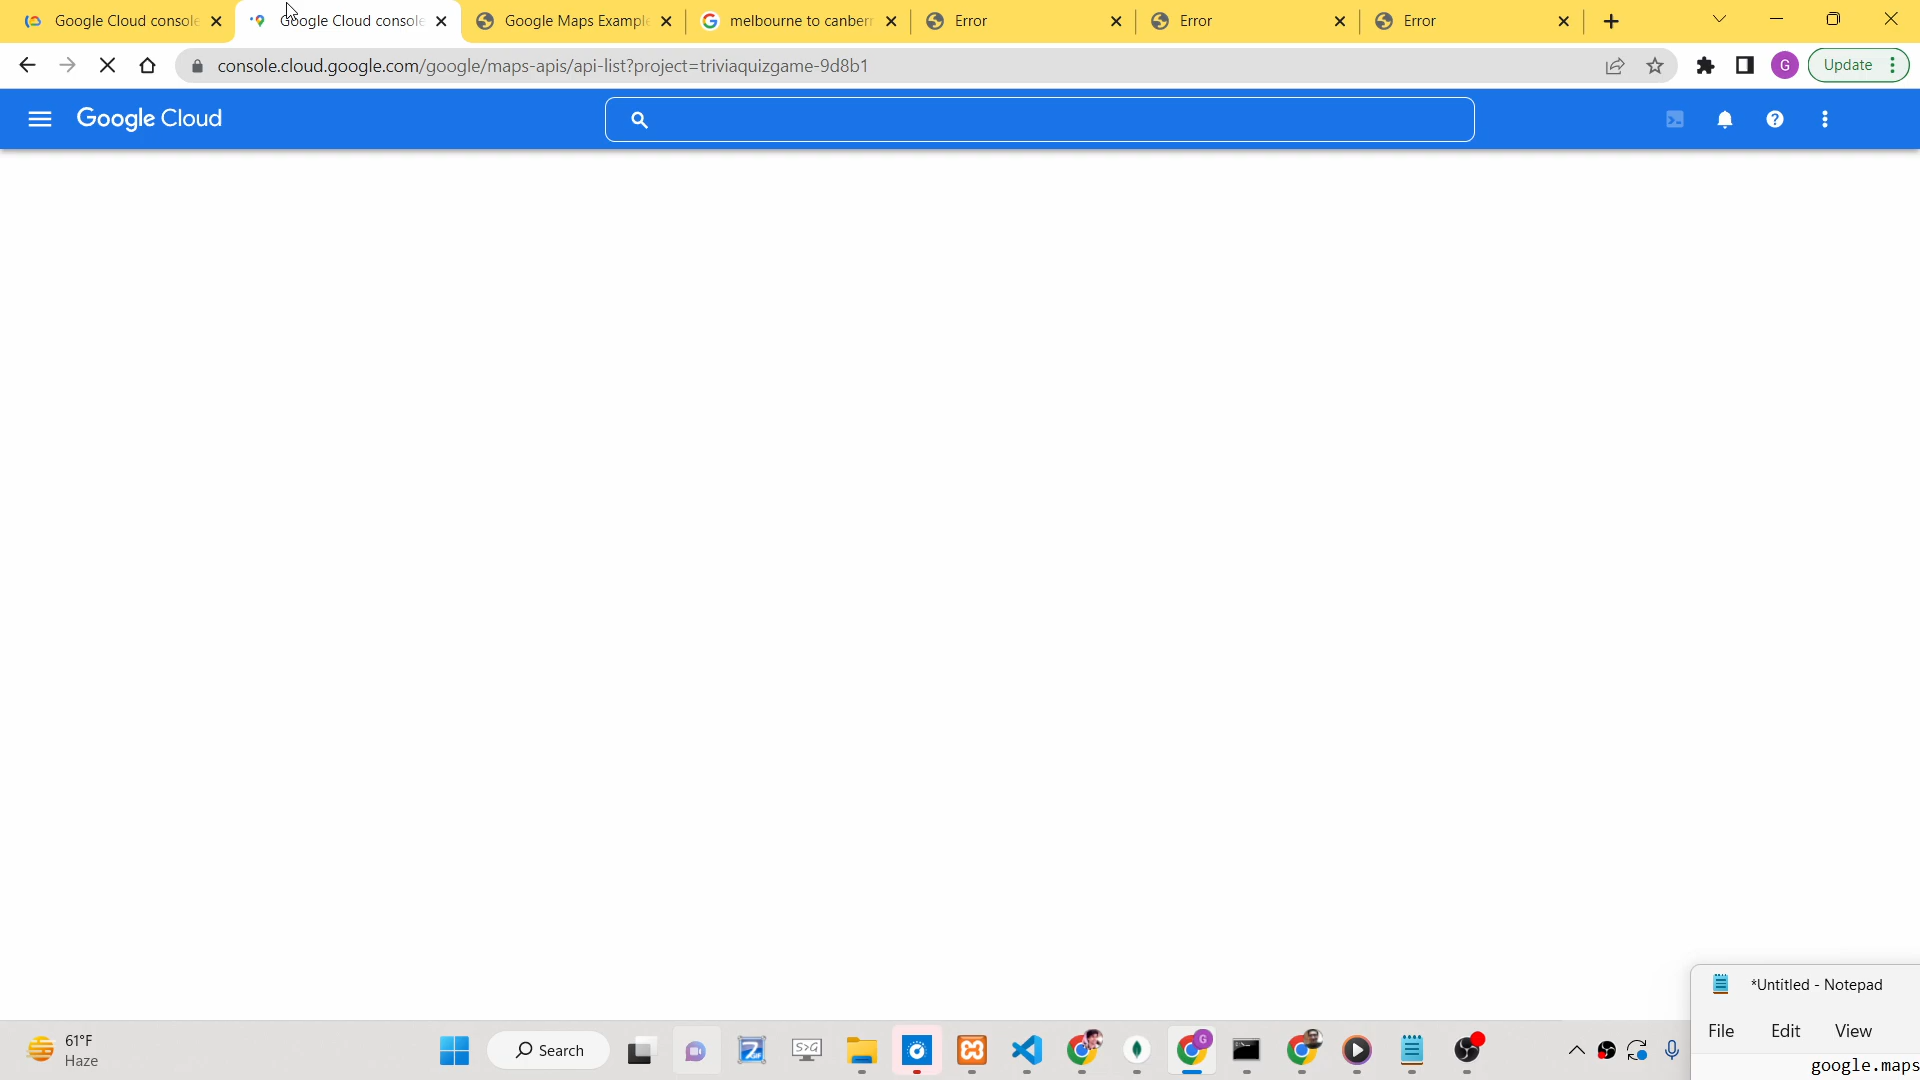 Google Cloud console
Google Cloud console
Google Maps Example
melbourne to canberr
Error
Error
Error
console.cloud.google.com/google/maps-apis/api-list?project=triviaquizgame-9d8b1
G
Update
Google Cloud
*Untitled - Notepad
File
Edit
View
google.maps
61°F
Haze
Search
S>G
G